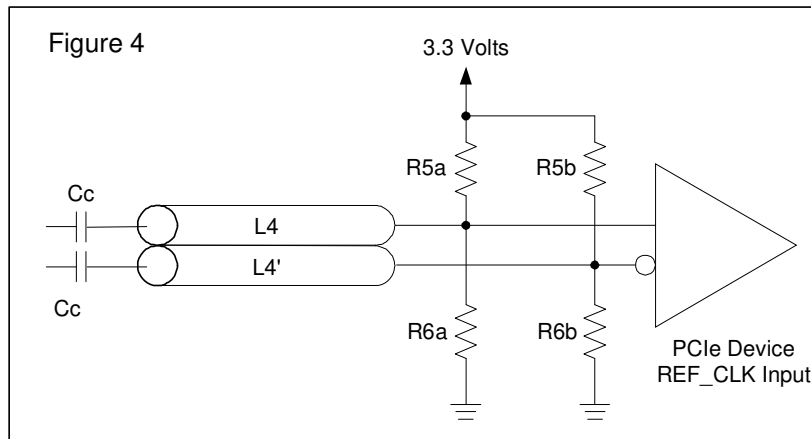 Figure 4
3.3 Volts
R5a
R5b
Cc
L4
L4'
Cc
R6a
R6b
PCIe Device
REF_CLK Input